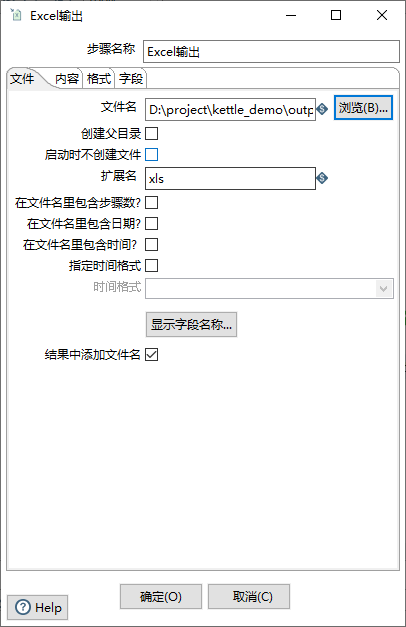 Excel输出
步骤名称 Excel输出
文件 内容 格式 字段
文件名 D:\project\kettle_demo\outp 浏览(B)...
创建父目录
启动时不创建文件
扩展名 xls
在文件名里包含步骤数?
在文件名里包含日期?
在文件名里包含时间?
指定时间格式
时间格式
显示字段名称...
结果中添加文件名
确定(O) 取消(C)
Help